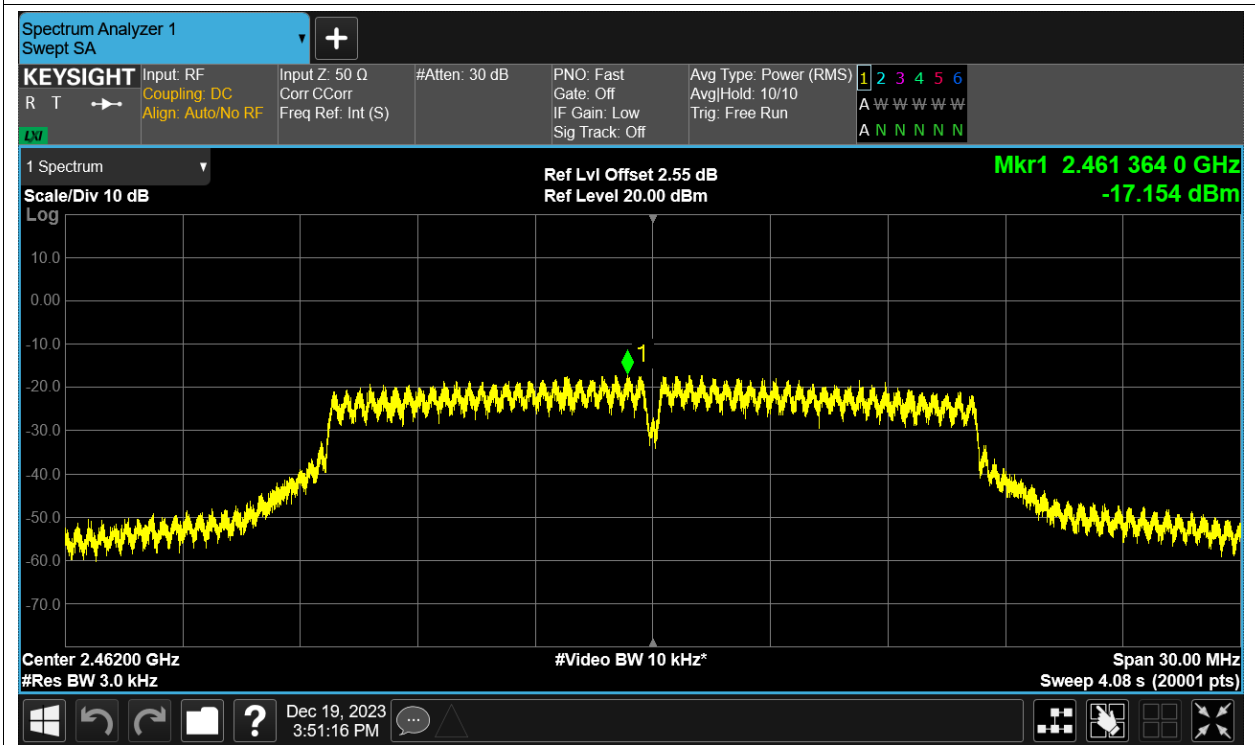 Spectrum Analyzer 1
Swept SA
KEYSIGHT
R T
LXI
Input: RF
Coupling: DC
Align: Auto/No RF
Input Z: 50 Ω
Corr CCorr
Freq Ref: Int (S)
#Atten: 30 dB
PNO: Fast
Gate: Off
IF Gain: Low
Sig Track: Off
Avg Type: Power (RMS)
Avg|Hold: 10/10
Trig: Free Run
1 2 3 4 5 6
A W W W W W
A N N N N N
1 Spectrum
Scale/Div 10 dB
Log
Ref Lvl Offset 2.55 dB
Ref Level 20.00 dBm
Mkr1 2.461 364 0 GHz
-17.154 dBm
10.0
0.00
-10.0
1
-20.0
-30.0
-40.0
-50.0
-60.0
-70.0
Center 2.46200 GHz
#Res BW 3.0 kHz
#Video BW 10 kHz*
Span 30.00 MHz
Sweep 4.08 s (20001 pts)
?
Dec 19, 2023
3:51:16 PM